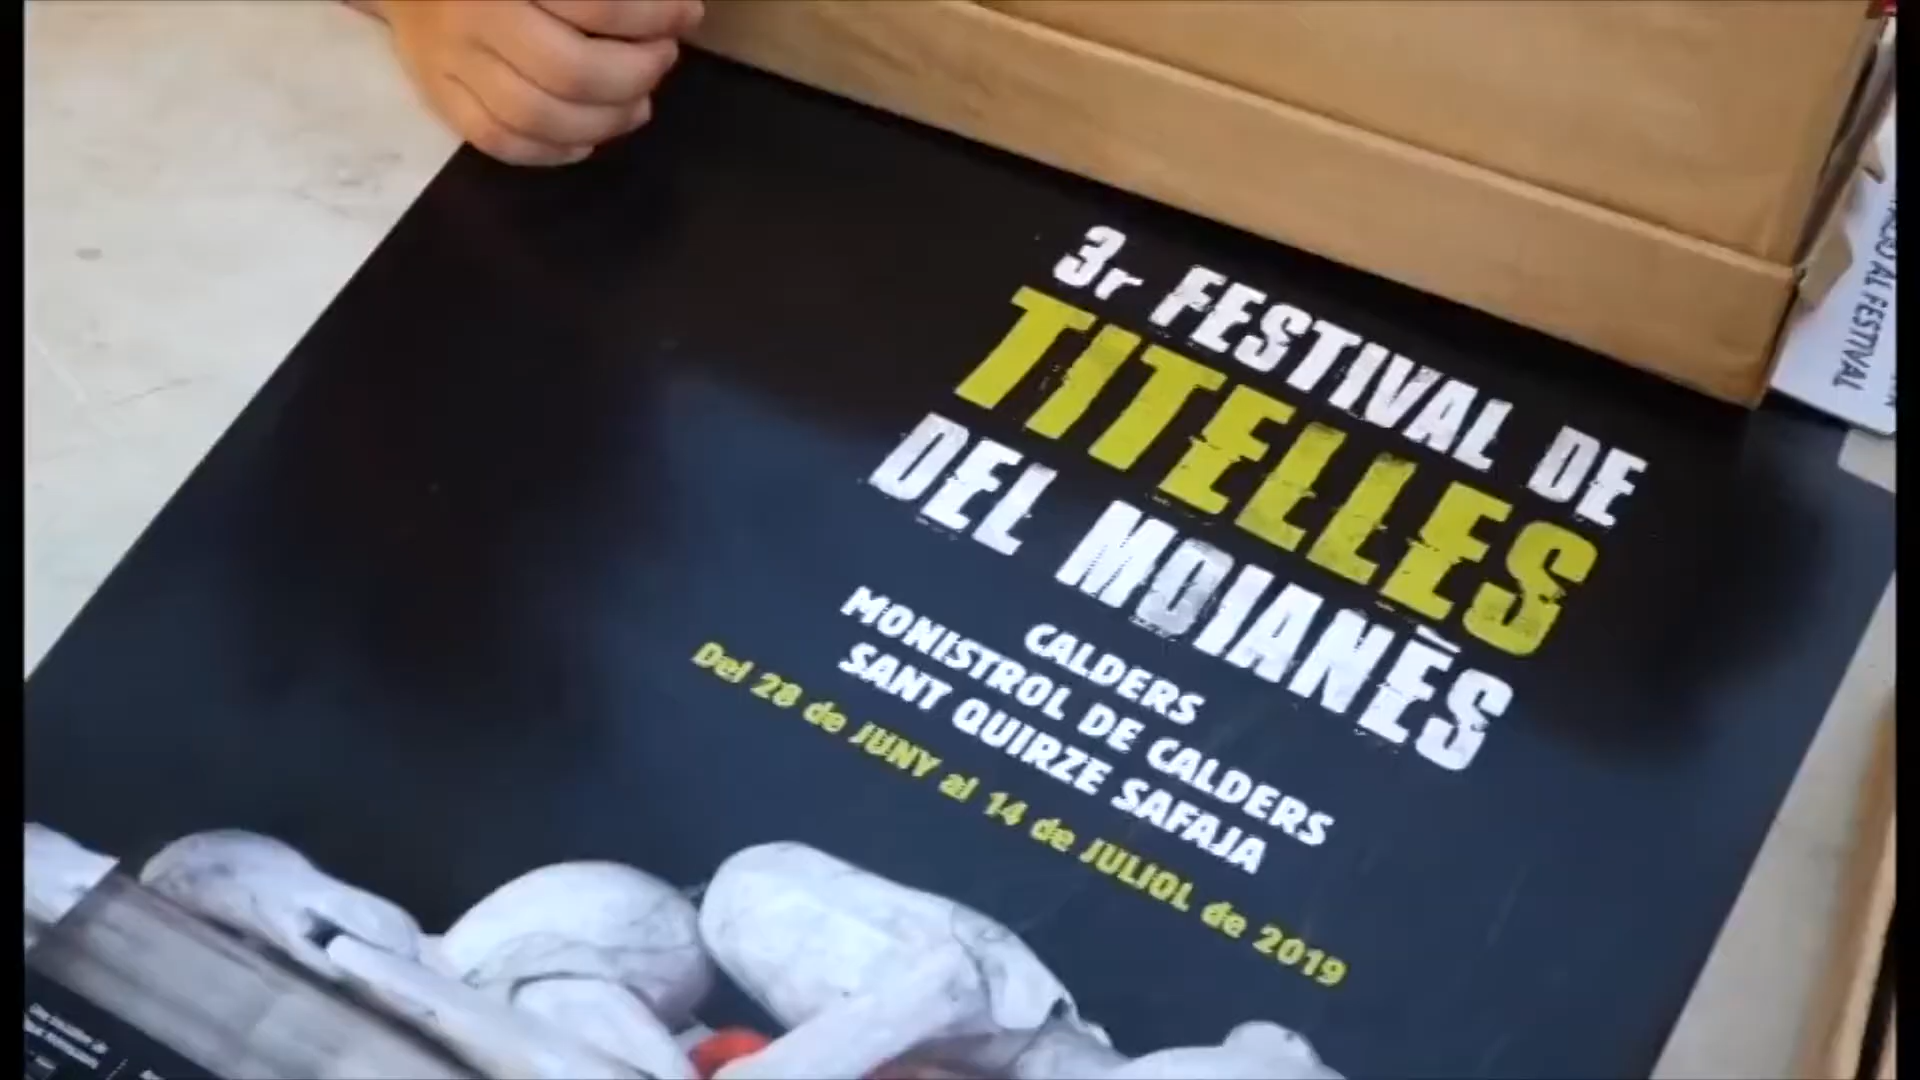 3r FESTIVAL DE
TITELLES
DEL MOIANÈS
CALDERS
MONISTROL DE CALDERS
SANT QUIRZE SAFAJA
Del 28 de JUNY al 14 de JULIOL de 2019
AL FESTIVAL